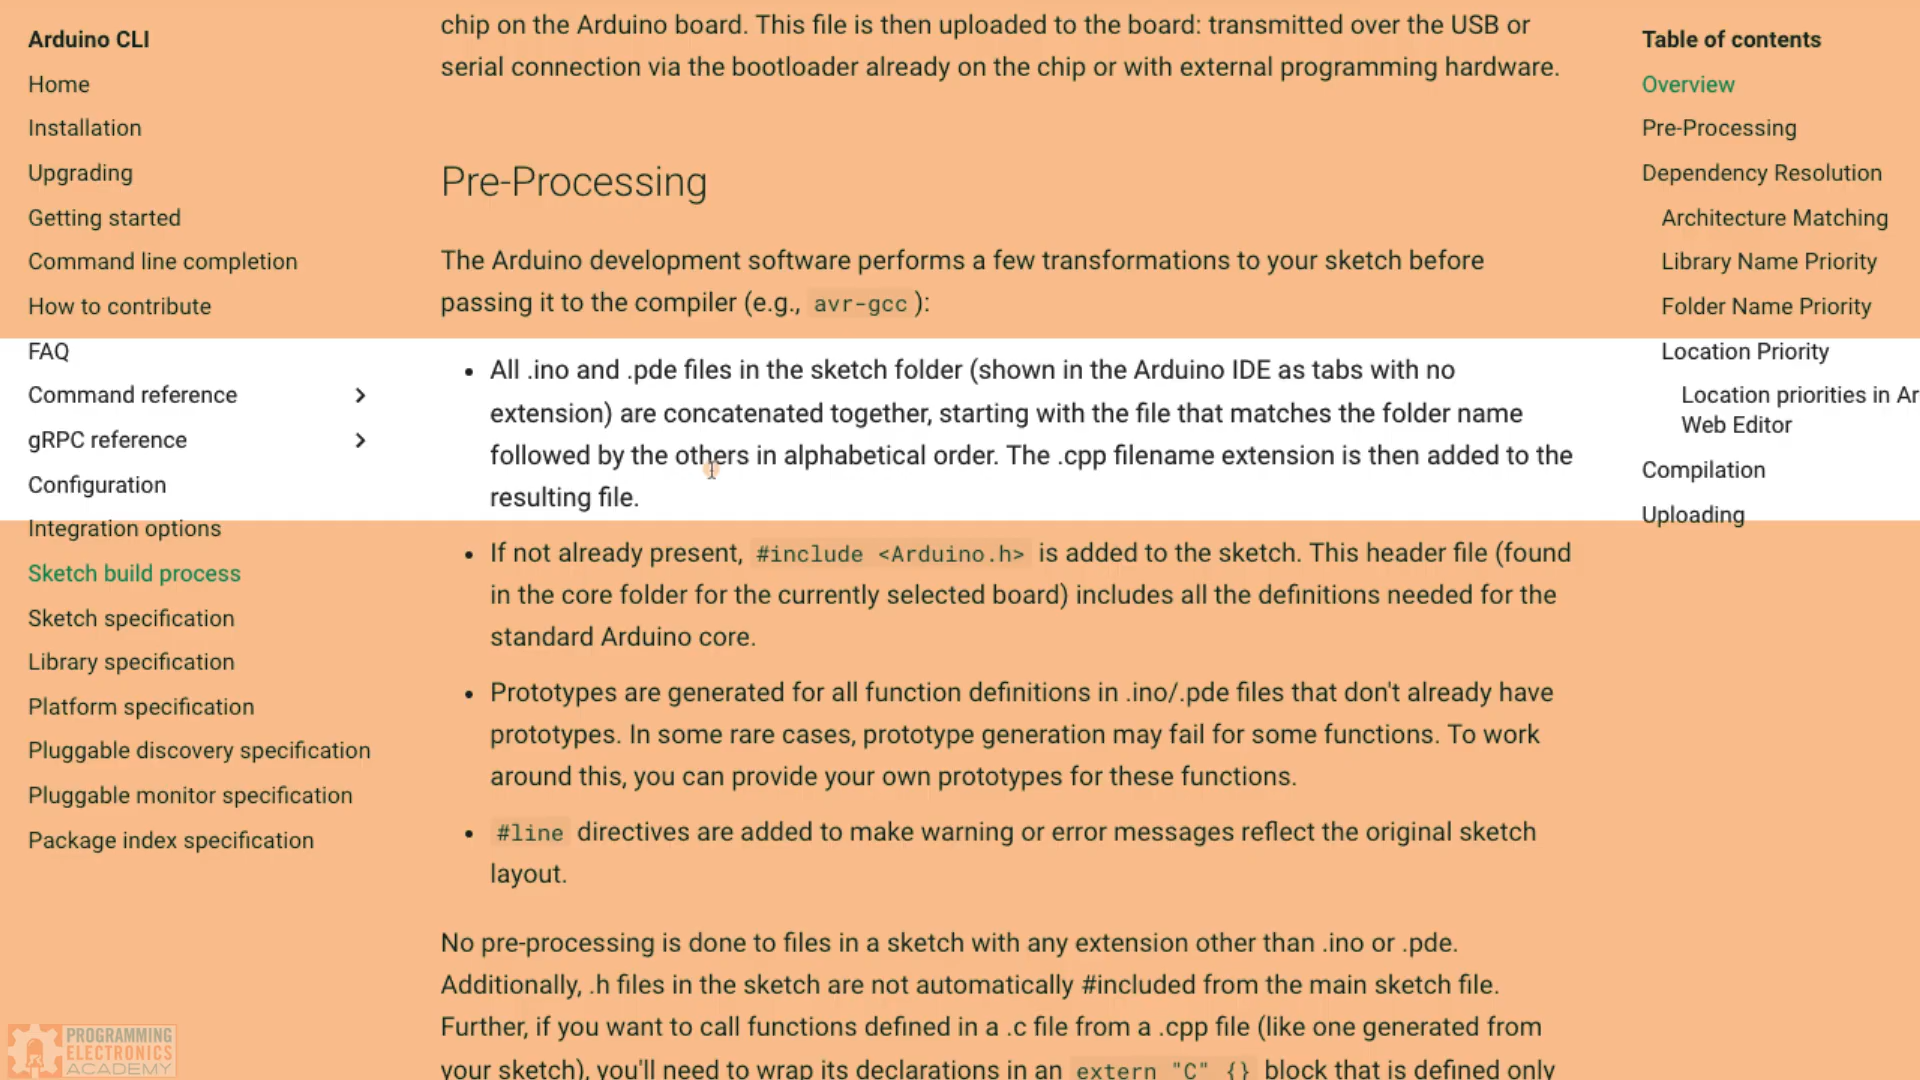 Arduino CLI
Home
Installation
Upgrading
Getting started
Command line completion
How to contribute
FAQ
Command reference
gRPC reference
Configuration
Integration options
Sketch build process
Sketch specification
Library specification
Platform specification
Pluggable discovery specification
Pluggable monitor specification
Package index specification
chip on the Arduino board. This file is then uploaded to the board: transmitted over the USB or
serial connection via the bootloader already on the chip or with external programming hardware.
Pre-Processing
The Arduino development software performs a few transformations to your sketch before
passing it to the compiler (e.g., avr-gcc ):
• All .ino and .pde files in the sketch folder (shown in the Arduino IDE as tabs with no
extension) are concatenated together, starting with the file that matches the folder name
followed by the others in alphabetical order. The .cpp filename extension is then added to the
resulting file.
• If not already present, #include <Arduino.h> is added to the sketch. This header file (found
in the core folder for the currently selected board) includes all the definitions needed for the
standard Arduino core.
• Prototypes are generated for all function definitions in .ino/.pde files that don't already have
prototypes. In some rare cases, prototype generation may fail for some functions. To work
around this, you can provide your own prototypes for these functions.
• #line directives are added to make warning or error messages reflect the original sketch
layout.
No pre-processing is done to files in a sketch with any extension other than .ino or .pde.
Additionally, .h files in the sketch are not automatically #included from the main sketch file.
Further, if you want to call functions defined in a .c file from a .cpp file (like one generated from
your sketch), you'll need to wrap its declarations in an extern "C" {} block that is defined only
Table of contents
Overview
Pre-Processing
Dependency Resolution
Architecture Matching
Library Name Priority
Folder Name Priority
Location Priority
Location priorities in Ar
Web Editor
Compilation
Uploading
PROGRAMMING
ELECTRONICS
ACADEMY